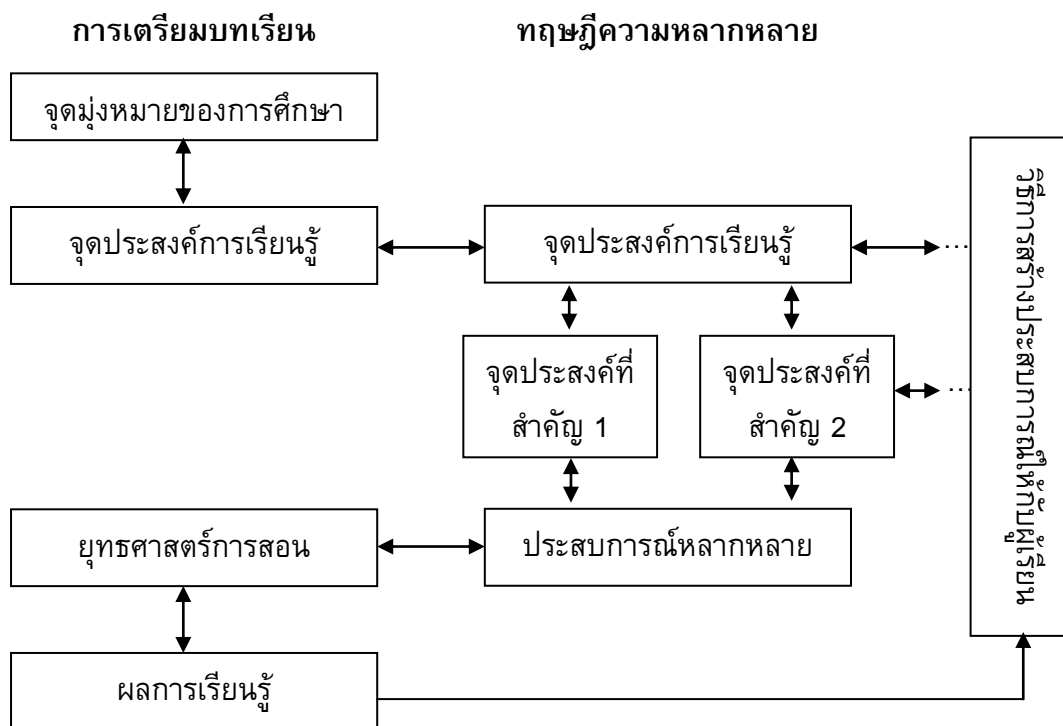 การเตรียมบทเรียน
ทฤษฎีความหลากหลาย
จุดมุ่งหมายของการศึกษา
จุดประสงค์การเรียนรู้
จุดประสงค์การเรียนรู้
...
จุดประสงค์ที่
สำคัญ 1
จุดประสงค์ที่
สำคัญ 2
...
ยุทธศาสตร์การสอน
ประสบการณ์หลากหลาย
ผลการเรียนรู้
วิธีการสร้างประสบการณ์ให้กับผู้เรียน